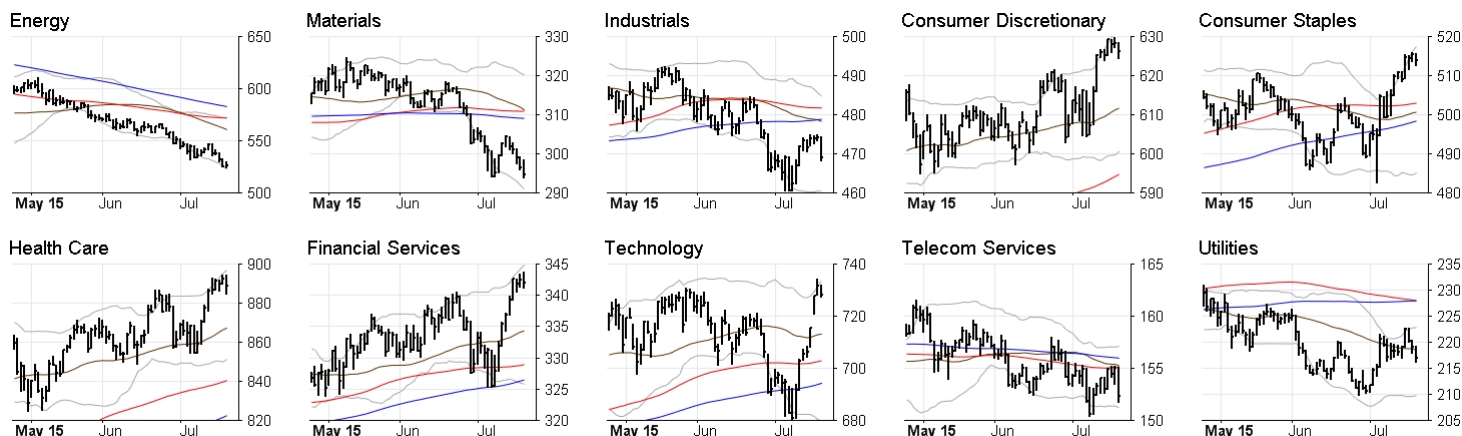 Energy
650
600
550
500
May 15 Jun Jul
Materials
330
320
310
300
290
May 15 Jun Jul
Industrials
500
490
480
470
460
May 15 Jun Jul
Consumer Discretionary
630
620
610
600
590
May 15 Jun Jul
Consumer Staples
520
510
500
490
480
May 15 Jun Jul
Health Care
900
880
860
840
820
May 15 Jun Jul
Financial Services
345
340
335
330
325
320
May 15 Jun Jul
Technology
740
720
700
680
May 15 Jun Jul
Telecom Services
165
160
155
150
May 15 Jun Jul
Utilities
235
230
225
220
215
210
205
May 15 Jun Jul